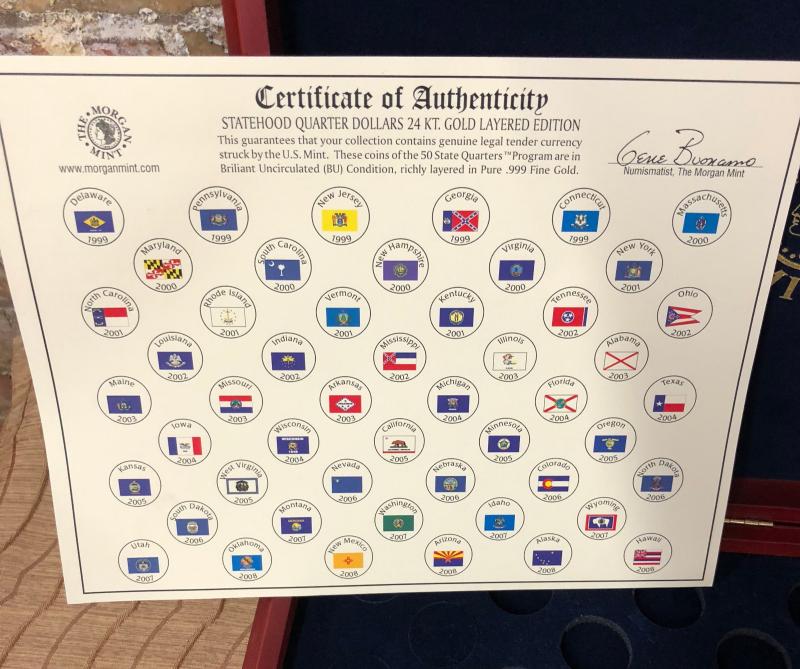 Certificate of Authenticity
STATEHOOD QUARTER DOLLARS 24 KT. GOLD LAYERED EDITION
This guarantees that your collection contains genuine legal tender currency
struck by the U.S. Mint. These coins of the 50 State Quarters™Program are in
Briliant Uncirculated (BU) Condition, richly layered in Pure .999 Fine Gold.
THE MORGAN MINT
www.morganmint.com
Gene Buonamo
Numismatist, The Morgan Mint
Delaware 1999 Pennsylvania 1999 New Jersey 1999 Georgia 1999 Connecticut 1999 Massachusetts 2000
Maryland 2000 South Carolina 2000 New Hampshire 2000 Virginia 2000 New York 2001
North Carolina 2001 Rhode Island 2001 Vermont 2001 Kentucky 2001 Tennessee 2002 Ohio 2002
Louisiana 2002 Indiana 2002 Mississippi 2002 Illinois 2003 Alabama 2003
Maine 2003 Missouri 2003 Arkansas 2003 Michigan 2004 Florida 2004 Texas 2004
Iowa 2004 Wisconsin 2004 California 2005 Minnesota 2005 Oregon 2005
Kansas 2005 West Virginia 2005 Nevada 2006 Nebraska 2006 Colorado 2006 North Dakota 2006
South Dakota 2006 Montana 2007 Washington 2007 Idaho 2007 Wyoming 2007
Utah 2007 Oklahoma 2008 New Mexico 2008 Arizona 2008 Alaska 2008 Hawaii 2008